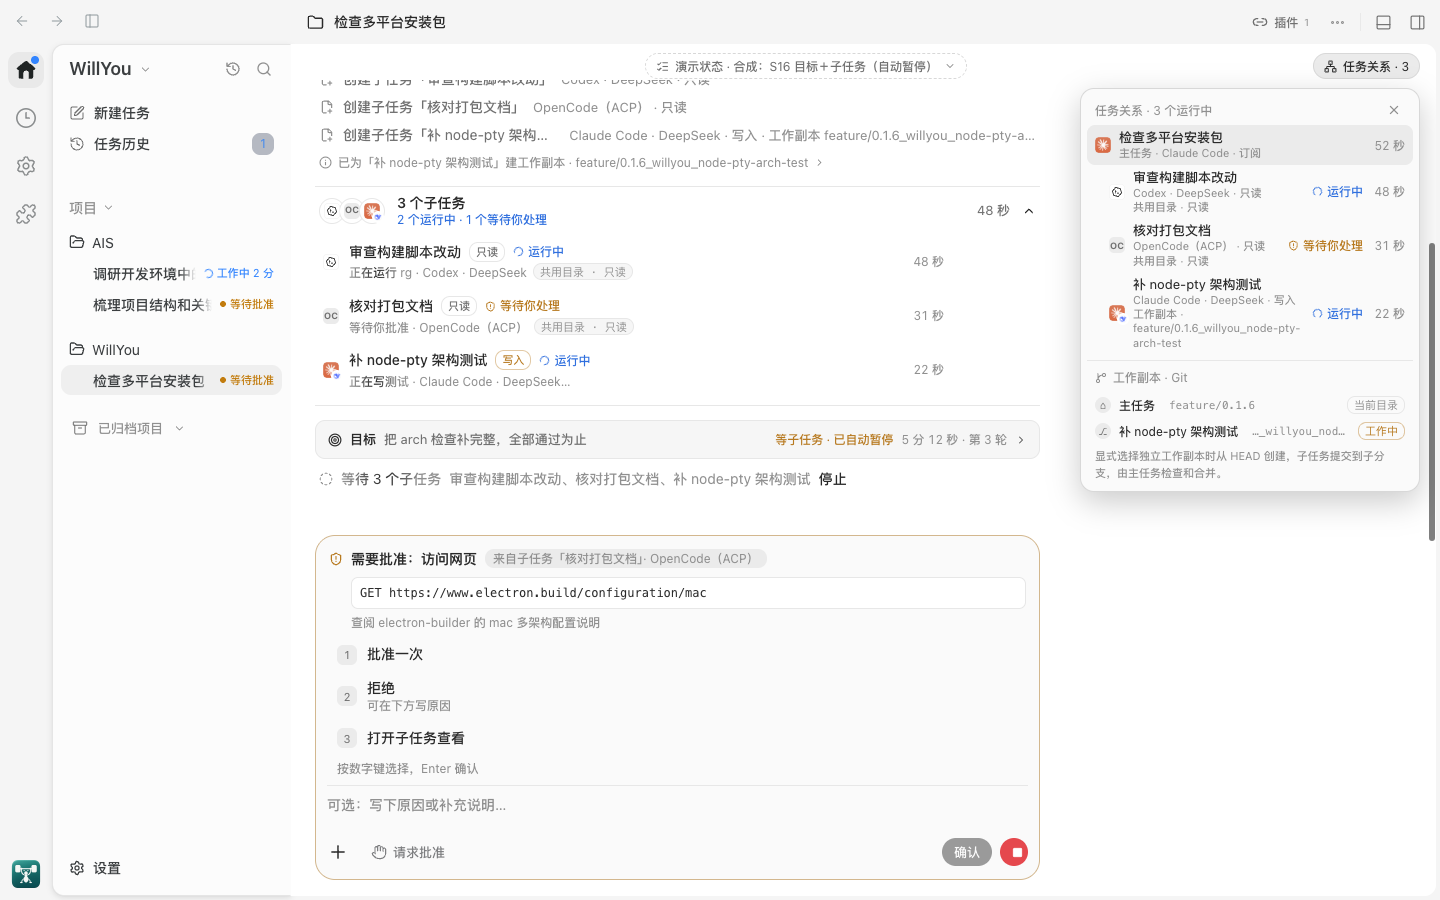 检查多平台安装包
插件 1
WillYou
新建任务
任务历史
1
项目
AIS
调研开发环境中
工作中 2 分
梳理项目结构和关
等待批准
WillYou
检查多平台安装包
等待批准
已归档项目
设置
演示状态 · 合成：S16 目标＋子任务（自动暂停）
创建子任务「审查构建脚本改动」 Codex · DeepSeek · 只读
创建子任务「核对打包文档」 OpenCode（ACP） · 只读
创建子任务「补 node-pty 架构... Claude Code · DeepSeek · 写入 · 工作副本 feature/0.1.6_willyou_node-pty-a...
已为「补 node-pty 架构测试」建工作副本 · feature/0.1.6_willyou_node-pty-arch-test
OC
3 个子任务
2 个运行中 · 1 个等待你处理
48 秒
审查构建脚本改动 只读 运行中
正在运行 rg · Codex · DeepSeek 共用目录 · 只读
48 秒
OC
核对打包文档 只读 等待你处理
等待你批准 · OpenCode（ACP） 共用目录 · 只读
31 秒
补 node-pty 架构测试 写入 运行中
正在写测试 · Claude Code · DeepSeek...
22 秒
目标 把 arch 检查补完整，全部通过为止
等子任务 · 已自动暂停 5 分 12 秒 · 第 3 轮
等待 3 个子任务 审查构建脚本改动、核对打包文档、补 node-pty 架构测试 停止
需要批准：访问网页 来自子任务「核对打包文档」· OpenCode（ACP）
GET https://www.electron.build/configuration/mac
查阅 electron-builder 的 mac 多架构配置说明
1 批准一次
2 拒绝
可在下方写原因
3 打开子任务查看
按数字键选择，Enter 确认
可选：写下原因或补充说明...
请求批准
确认
任务关系 · 3
任务关系 · 3 个运行中
检查多平台安装包
主任务 · Claude Code · 订阅
52 秒
审查构建脚本改动
Codex · DeepSeek · 只读
共用目录 · 只读
运行中 48 秒
OC
核对打包文档
OpenCode（ACP） · 只读
共用目录 · 只读
等待你处理 31 秒
补 node-pty 架构测试
Claude Code · DeepSeek · 写入
工作副本 ·
feature/0.1.6_willyou_node-pty-
arch-test
运行中 22 秒
工作副本 · Git
主任务 feature/0.1.6 当前目录
补 node-pty 架构测试 …_willyou_nod… 工作中
显式选择独立工作副本时从 HEAD 创建，子任务提交到子分
支，由主任务检查和合并。